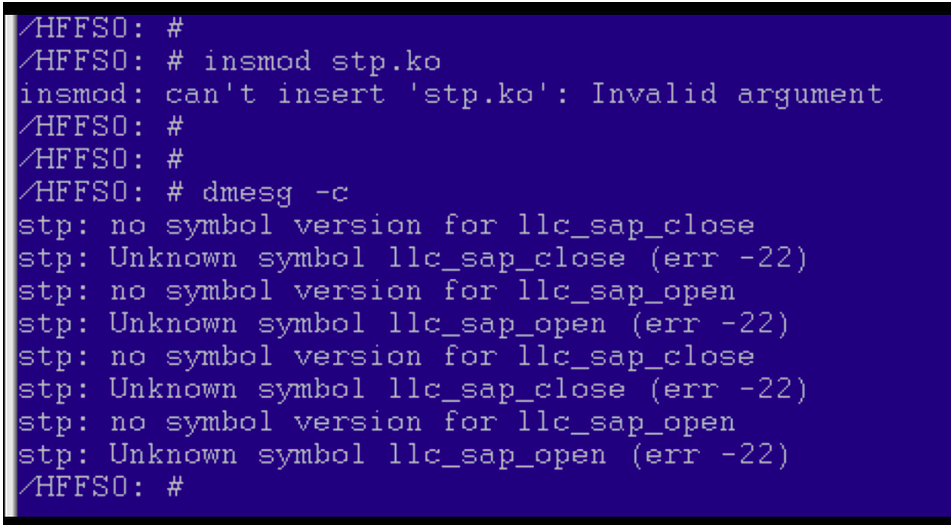 /HFFS0: #
/HFFS0: # insmod stp.ko
insmod: can't insert 'stp.ko': Invalid argument
/HFFS0: #
/HFFS0: #
/HFFS0: # dmesg -c
stp: no symbol version for llc_sap_close
stp: Unknown symbol llc_sap_close (err -22)
stp: no symbol version for llc_sap_open
stp: Unknown symbol llc_sap_open (err -22)
stp: no symbol version for llc_sap_close
stp: Unknown symbol llc_sap_close (err -22)
stp: no symbol version for llc_sap_open
stp: Unknown symbol llc_sap_open (err -22)
/HFFS0: #